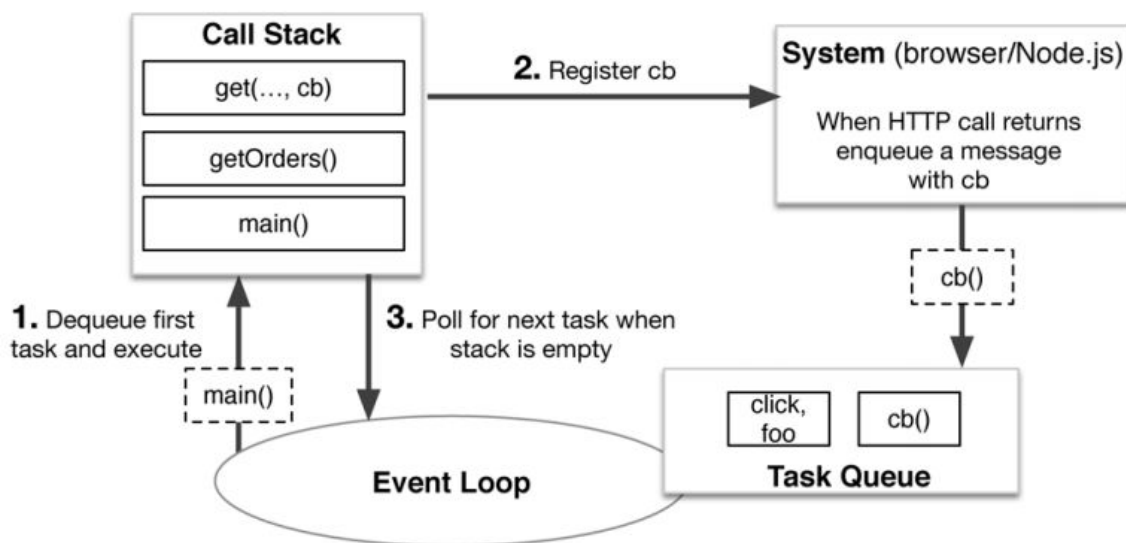 Call Stack
get(…, cb)
getOrders()
main()
2. Register cb
System (browser/Node.js)
When HTTP call returns
enqueue a message
with cb
cb()
1. Dequeue first
task and execute
main()
3. Poll for next task when
stack is empty
click,
foo
cb()
Task Queue
Event Loop